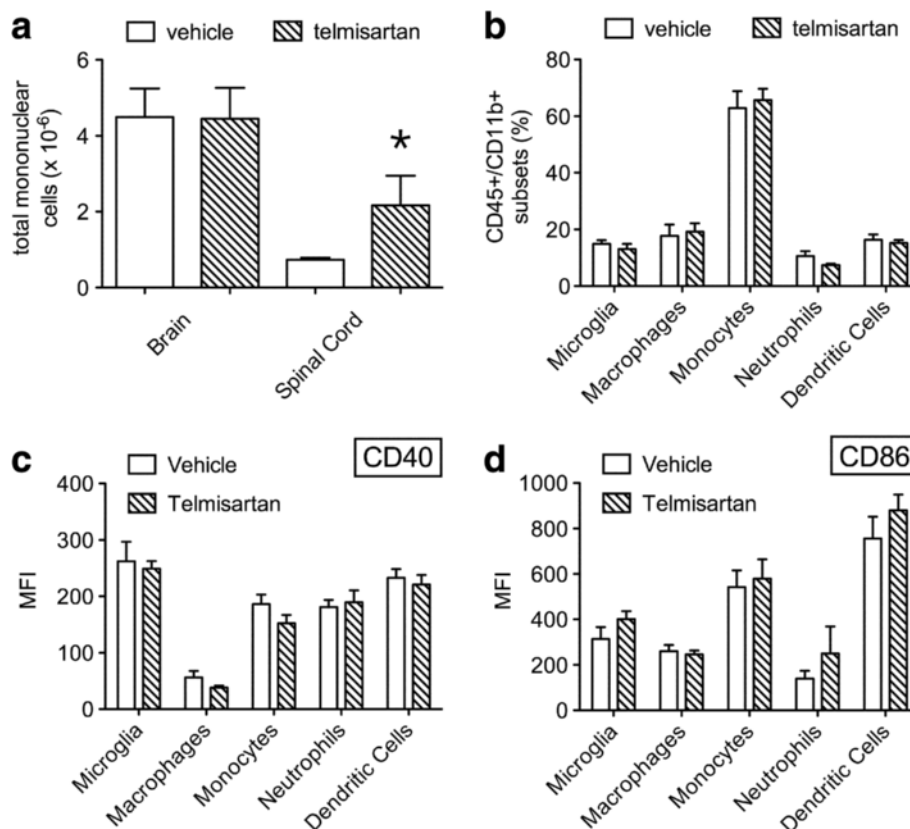 a
vehicle
telmisartan
total mononuclear
cells (x 10⁻⁶)
6
4
2
0
*
Brain
Spinal Cord
b
vehicle
telmisartan
CD45+/CD11b+
subsets (%)
80
60
40
20
0
Microglia
Macrophages
Monocytes
Neutrophils
Dendritic Cells
c
Vehicle
Telmisartan
CD40
MFI
400
300
200
100
0
Microglia
Macrophages
Monocytes
Neutrophils
Dendritic Cells
d
Vehicle
Telmisartan
CD86
MFI
1000
800
600
400
200
0
Microglia
Macrophages
Monocytes
Neutrophils
Dendritic Cells